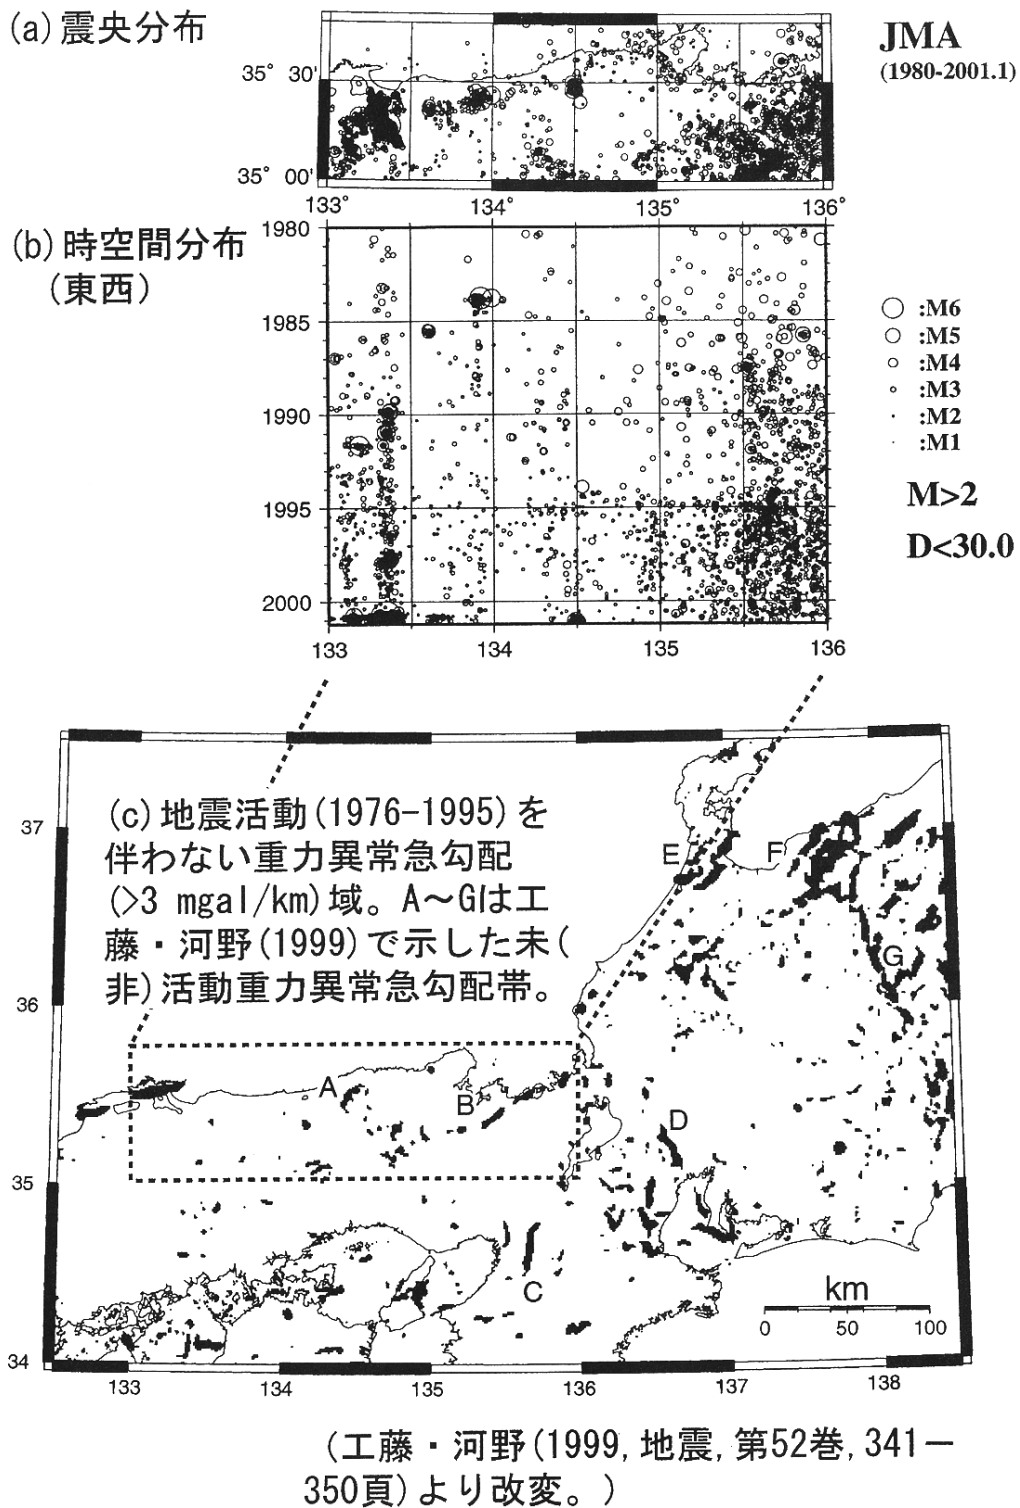 (a)震央分布
JMA
(1980-2001.1)
35° 30'
35° 00'
133°
134°
135°
136°
(b)時空間分布
(東西)
1980
1985
1990
1995
2000
133
134
135
136
:M6
:M5
:M4
:M3
:M2
:M1
M>2
D<30.0
(c)地震活動(1976-1995)を
伴わない重力異常急勾配
(>3 mgal/km)域。A～Gは工
藤・河野(1999)で示した未(
非)活動重力異常急勾配帯。
37
36
35
34
E
F
G
A
B
D
C
km
0 50 100
133
134
135
136
137
138
(工藤・河野(1999,地震,第52巻,341－
350頁)より改変。)